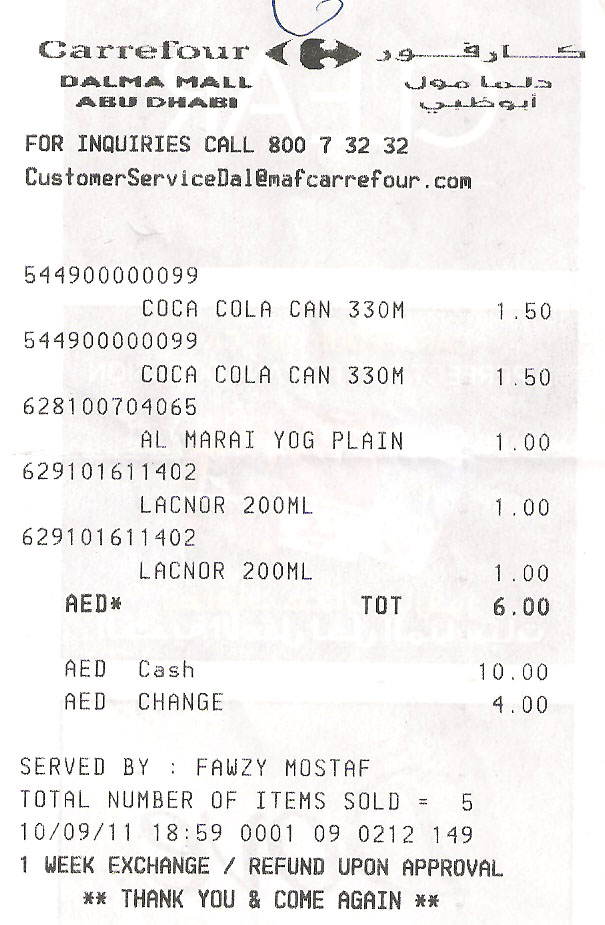 Carrefour كارفور
DALMA MALL دلما مول
ABU DHABI أبوظبي
FOR INQUIRIES CALL 800 7 32 32
CustomerServiceDal@mafcarrefour.com
544900000099
COCA COLA CAN 330M 1.50
544900000099
COCA COLA CAN 330M 1.50
628100704065
AL MARAI YOG PLAIN 1.00
629101611402
LACNOR 200ML 1.00
629101611402
LACNOR 200ML 1.00
AED* TOT 6.00
AED Cash 10.00
AED CHANGE 4.00
SERVED BY : FAWZY MOSTAF
TOTAL NUMBER OF ITEMS SOLD = 5
10/09/11 18:59 0001 09 0212 149
1 WEEK EXCHANGE / REFUND UPON APPROVAL
** THANK YOU & COME AGAIN **